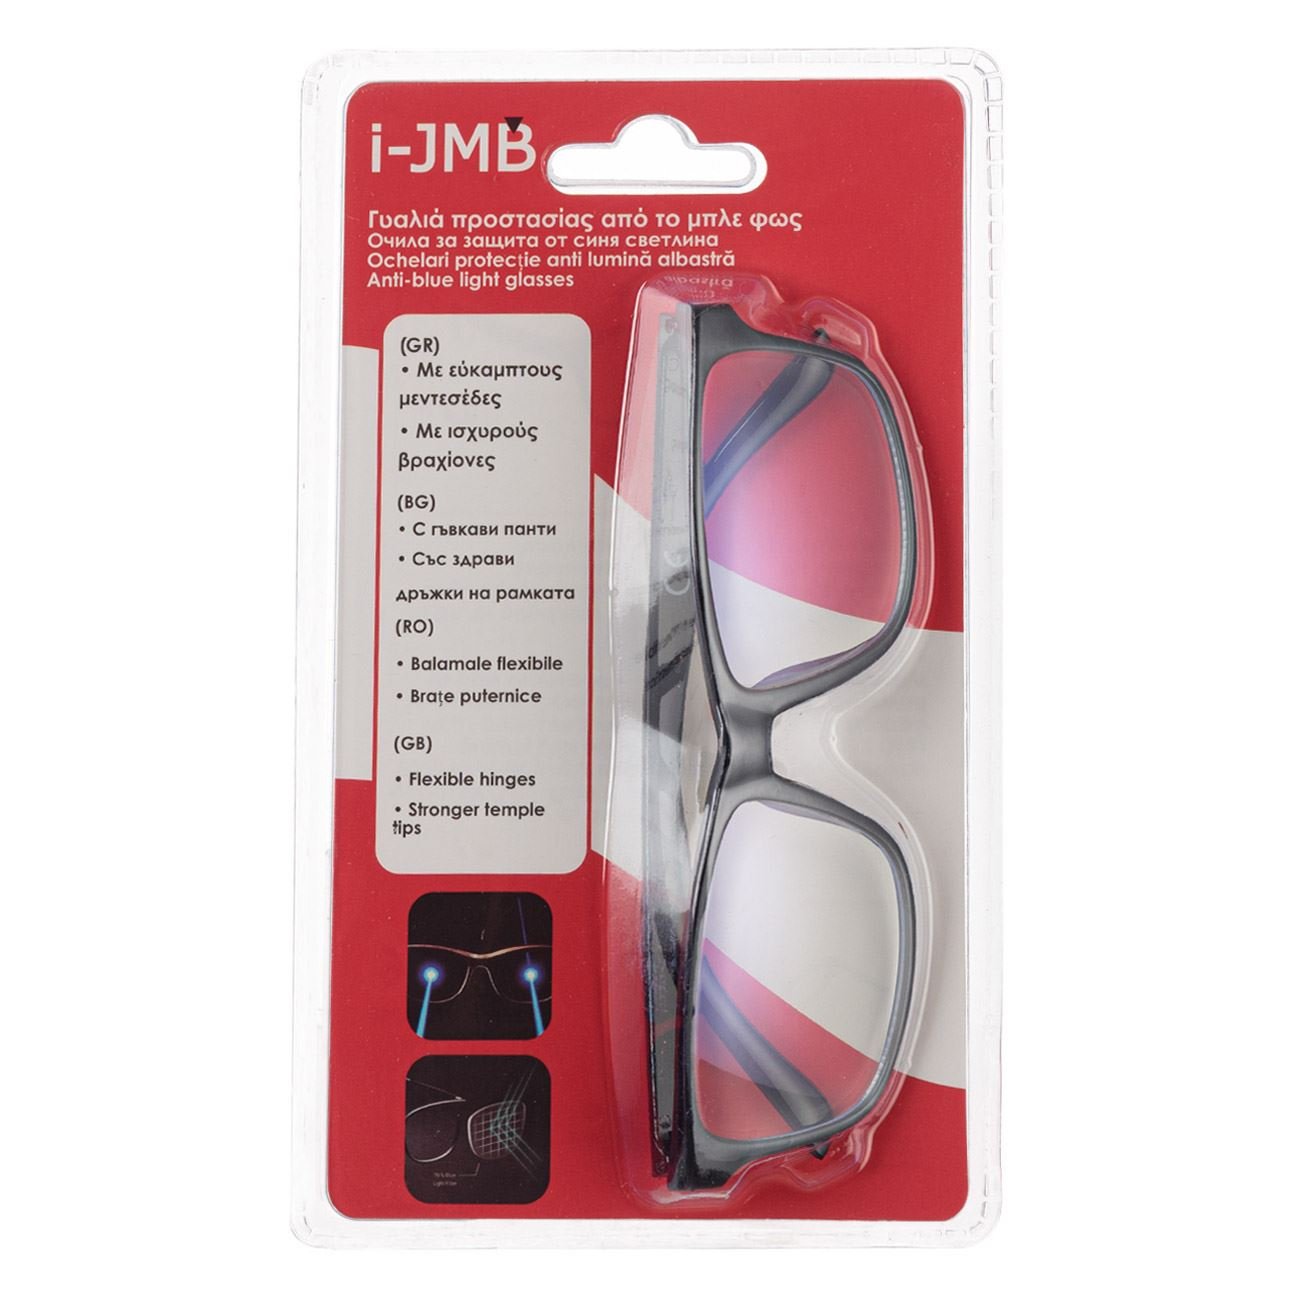 i-JMB
Γυαλιά προστασίας από το μπλε φως
Очила за защита от синя светлина
Ochelari protecție anti lumină albastră
Anti-blue light glasses
(GR)
• Με εύκαμπτους
μεντεσέδες
• Με ισχυρούς
βραχίονες
(BG)
• С гъвкави панти
• Със здрави
дръжки на рамката
(RO)
• Balamale flexibile
• Brațe puternice
(GB)
• Flexible hinges
• Stronger temple
tips
CE